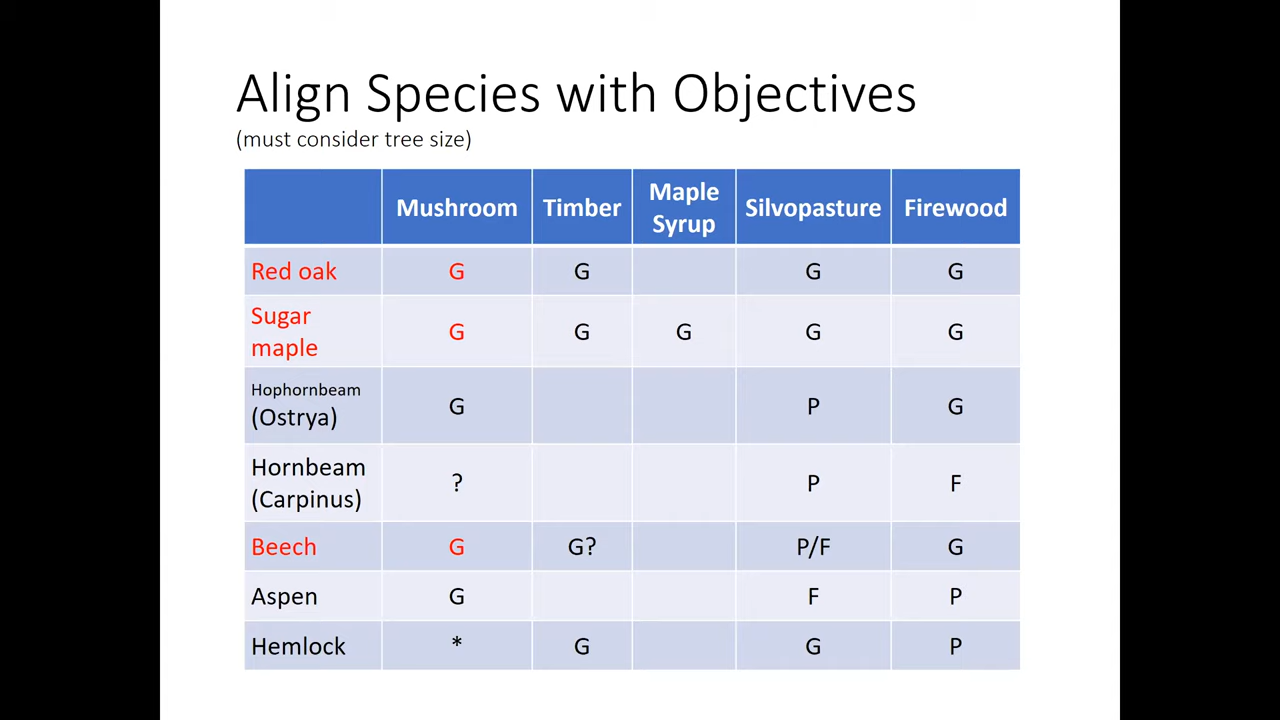 Align Species with Objectives
(must consider tree size)
Mushroom Timber Maple Syrup Silvopasture Firewood
Red oak G G G G
Sugar maple G G G G G
Hophornbeam (Ostrya) G P G
Hornbeam (Carpinus) ? P F
Beech G G? P/F G
Aspen G F P
Hemlock * G G P